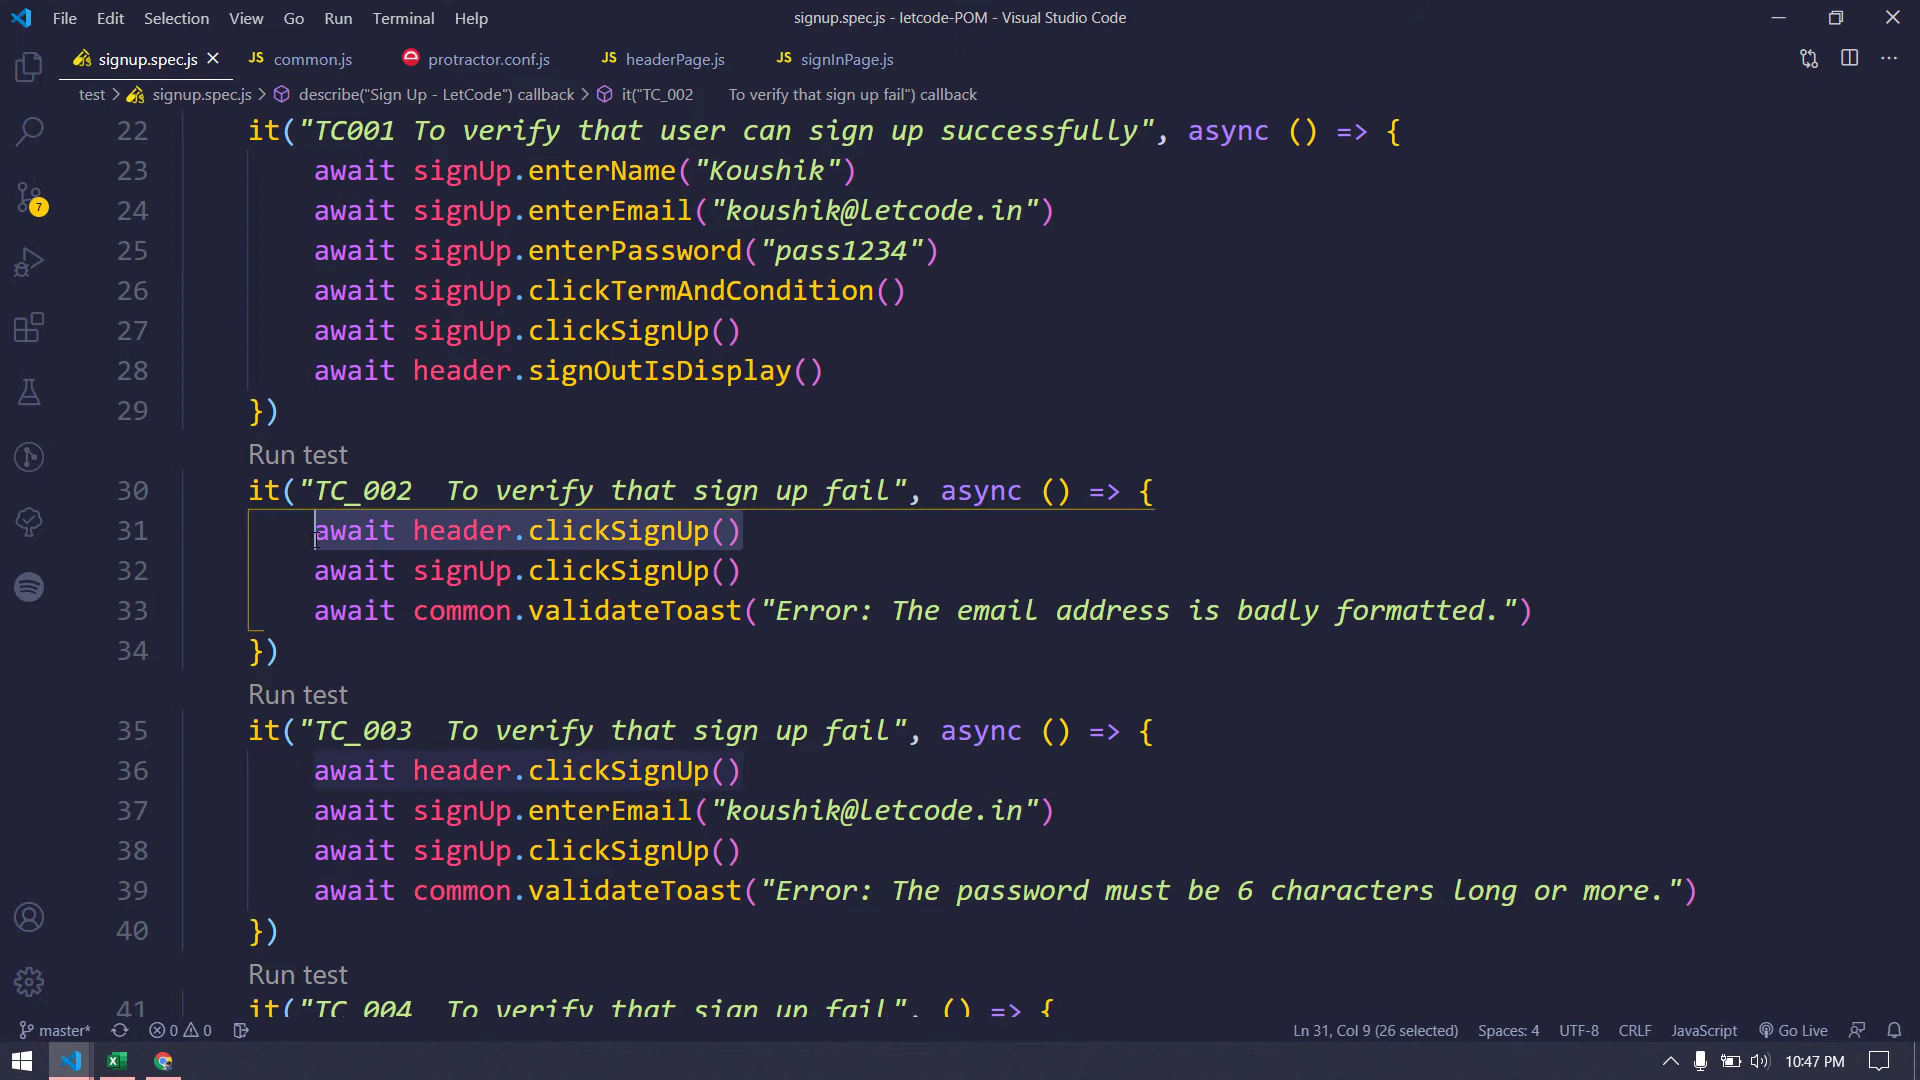 File Edit Selection View Go Run Terminal Help
signup.spec.js - letcode-POM - Visual Studio Code
signup.spec.js JS common.js protractor.conf.js JS headerPage.js JS signInPage.js
test > signup.spec.js > describe("Sign Up - LetCode") callback > it("TC_002 To verify that sign up fail") callback
22 it("TC001 To verify that user can sign up successfully", async () => {
23 await signUp.enterName("Koushik")
24 await signUp.enterEmail("koushik@letcode.in")
25 await signUp.enterPassword("pass1234")
26 await signUp.clickTermAndCondition()
27 await signUp.clickSignUp()
28 await header.signOutIsDisplay()
29 })
Run test
30 it("TC_002 To verify that sign up fail", async () => {
31 await header.clickSignUp()
32 await signUp.clickSignUp()
33 await common.validateToast("Error: The email address is badly formatted.")
34 })
Run test
35 it("TC_003 To verify that sign up fail", async () => {
36 await header.clickSignUp()
37 await signUp.enterEmail("koushik@letcode.in")
38 await signUp.clickSignUp()
39 await common.validateToast("Error: The password must be 6 characters long or more.")
40 })
Run test
41 it("TC_004 To verify that sign up fail", () => {
7
master* 0 0 Ln 31, Col 9 (26 selected) Spaces: 4 UTF-8 CRLF JavaScript Go Live
10:47 PM